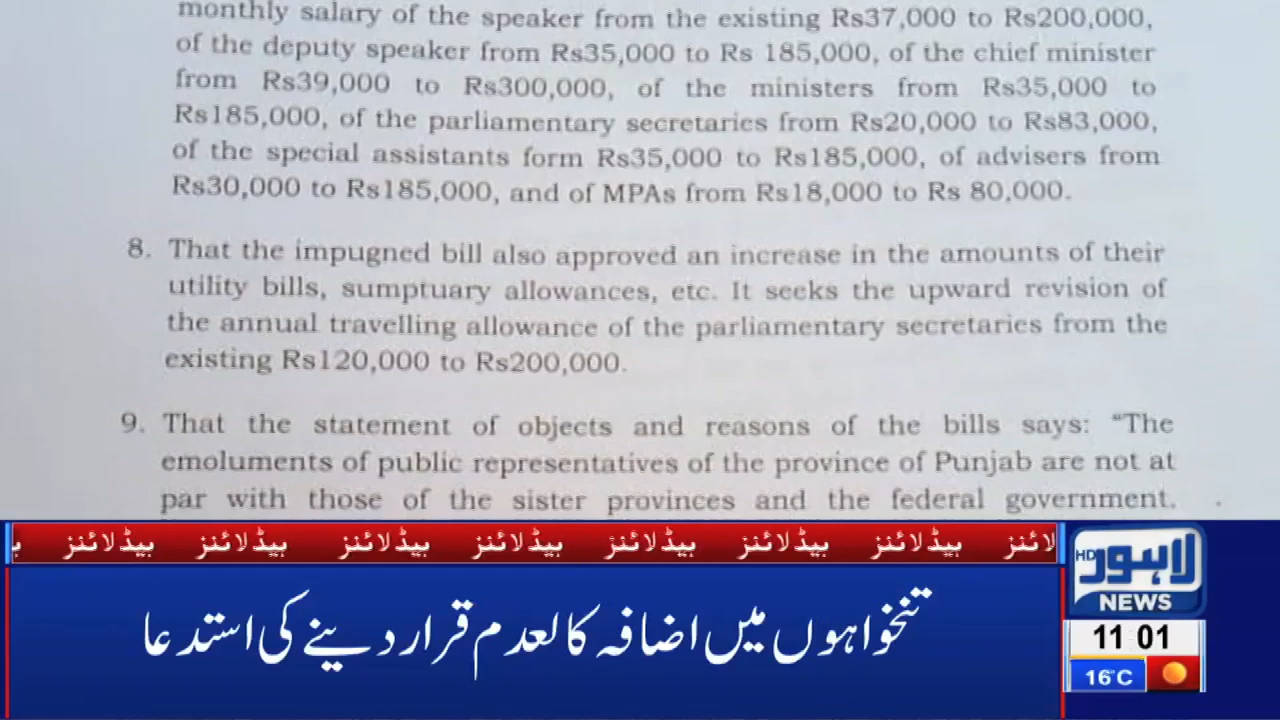 monthly salary of the speaker from the existing Rs37,000 to Rs200,000,
of the deputy speaker from Rs35,000 to Rs 185,000, of the chief minister
from Rs39,000 to Rs300,000, of the ministers from Rs35,000 to
Rs185,000, of the parliamentary secretaries from Rs20,000 to Rs83,000,
of the special assistants form Rs35,000 to Rs185,000, of advisers from
Rs30,000 to Rs185,000, and of MPAs from Rs18,000 to Rs 80,000.
8. That the impugned bill also approved an increase in the amounts of their
utility bills, sumptuary allowances, etc. It seeks the upward revision of
the annual travelling allowance of the parliamentary secretaries from the
existing Rs120,000 to Rs200,000.
9. That the statement of objects and reasons of the bills says: “The
emoluments of public representatives of the province of Punjab are not at
par with those of the sister provinces and the federal government.
لائنز ہیڈلائنز ہیڈلائنز ہیڈلائنز ہیڈلائنز ہیڈلائنز ہیڈلائنز ہیڈلائنز
تنخواہوں میں اضافہ کالعدم قرار دینے کی استدعا
HD لاہور
NEWS
11 01
16°C